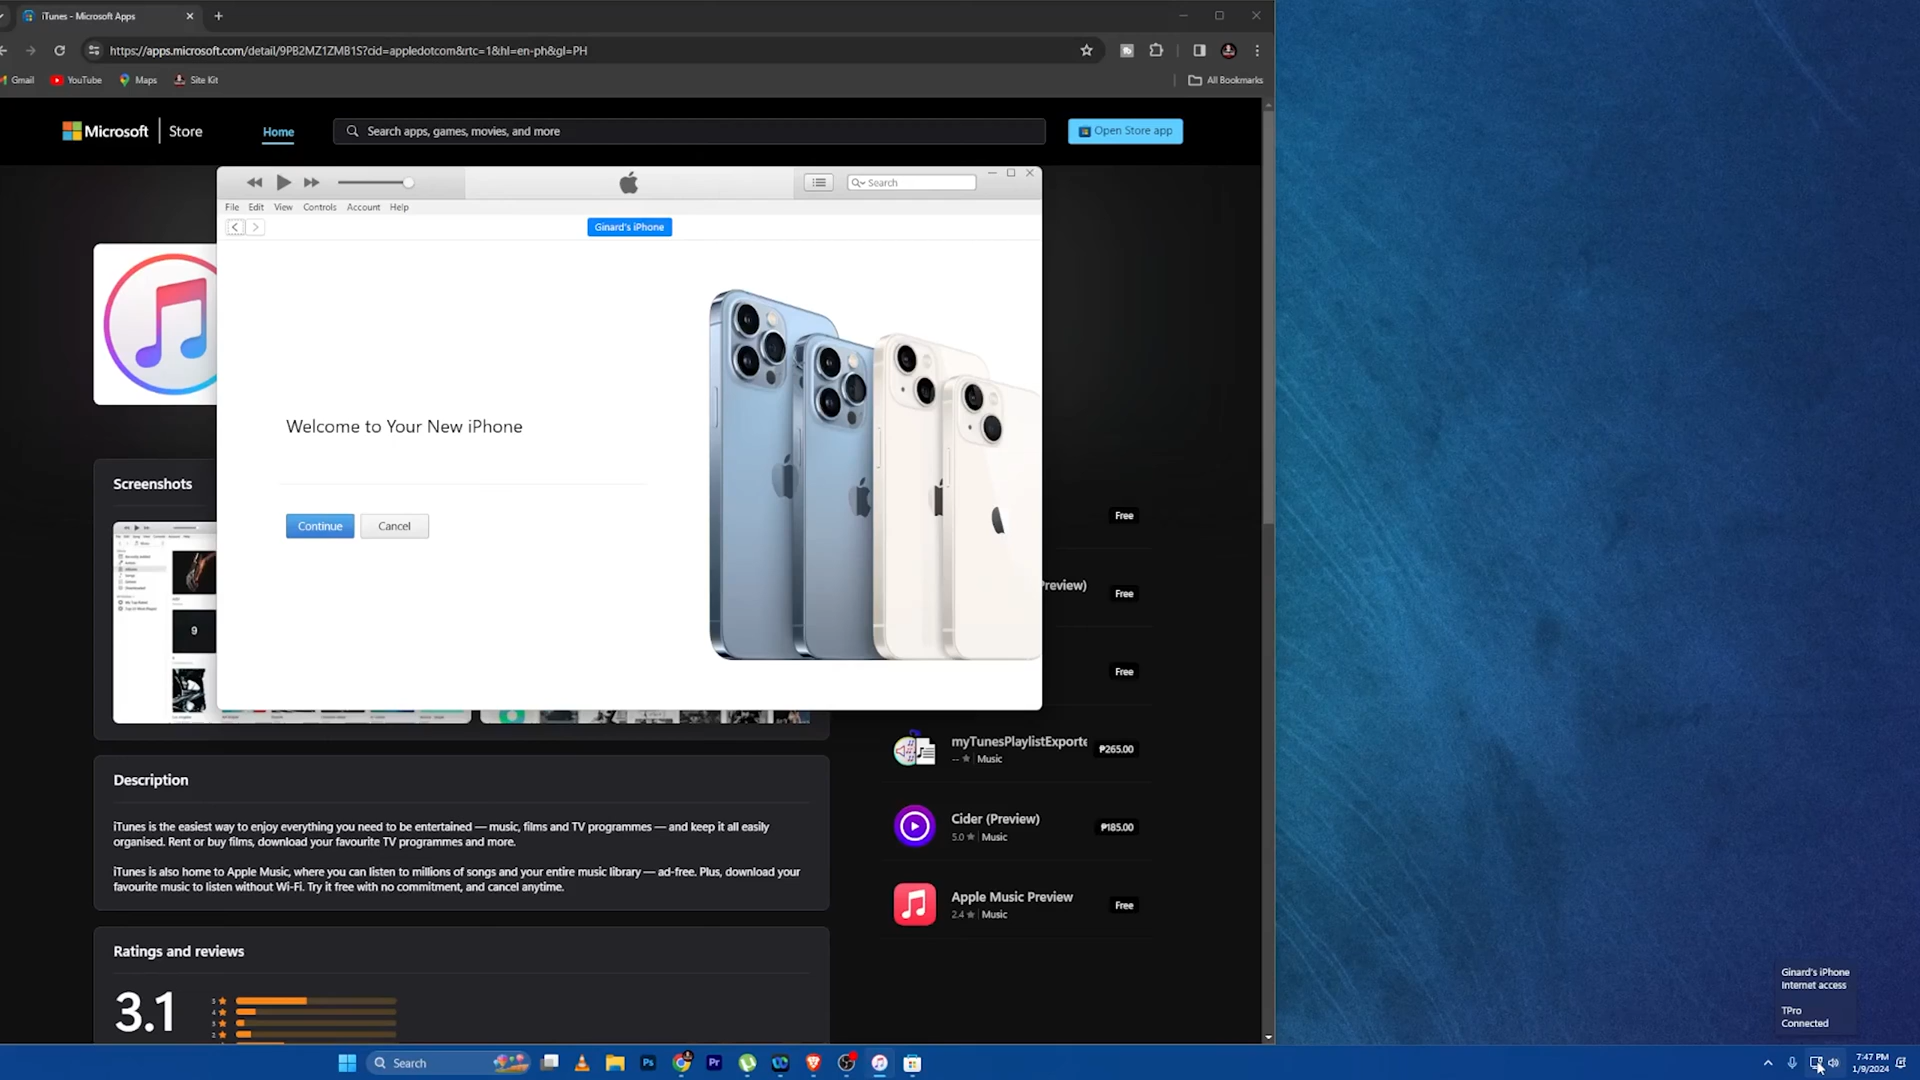 iTunes - Microsoft Apps
https://apps.microsoft.com/detail/9PB2MZ1ZMB1S?cid=appledotcom&rtc=1&hl=en-ph&gl=PH
Gmail YouTube Maps Site Kit All Bookmarks
Microsoft Store Home Search apps, games, movies, and more Open Store app
Search
File Edit View Controls Account Help
Ginard's iPhone
Welcome to Your New iPhone
Continue Cancel
Screenshots
9
Free
Preview) Free
Free
myTunesPlaylistExporte ₱265.00
-- ★ Music
Cider (Preview) ₱185.00
5.0 ★ Music
Apple Music Preview Free
2.4 ★ Music
Description
iTunes is the easiest way to enjoy everything you need to be entertained — music, films and TV programmes — and keep it all easily
organised. Rent or buy films, download your favourite TV programmes and more.
iTunes is also home to Apple Music, where you can listen to millions of songs and your entire music library — ad-free. Plus, download your
favourite music to listen without Wi-Fi. Try it free with no commitment, and cancel anytime.
Ratings and reviews
3.1
5 ★
4 ★
3 ★
2 ★
Ginard's iPhone
Internet access
TPro
Connected
Search Ps Pr
7:47 PM
1/9/2024